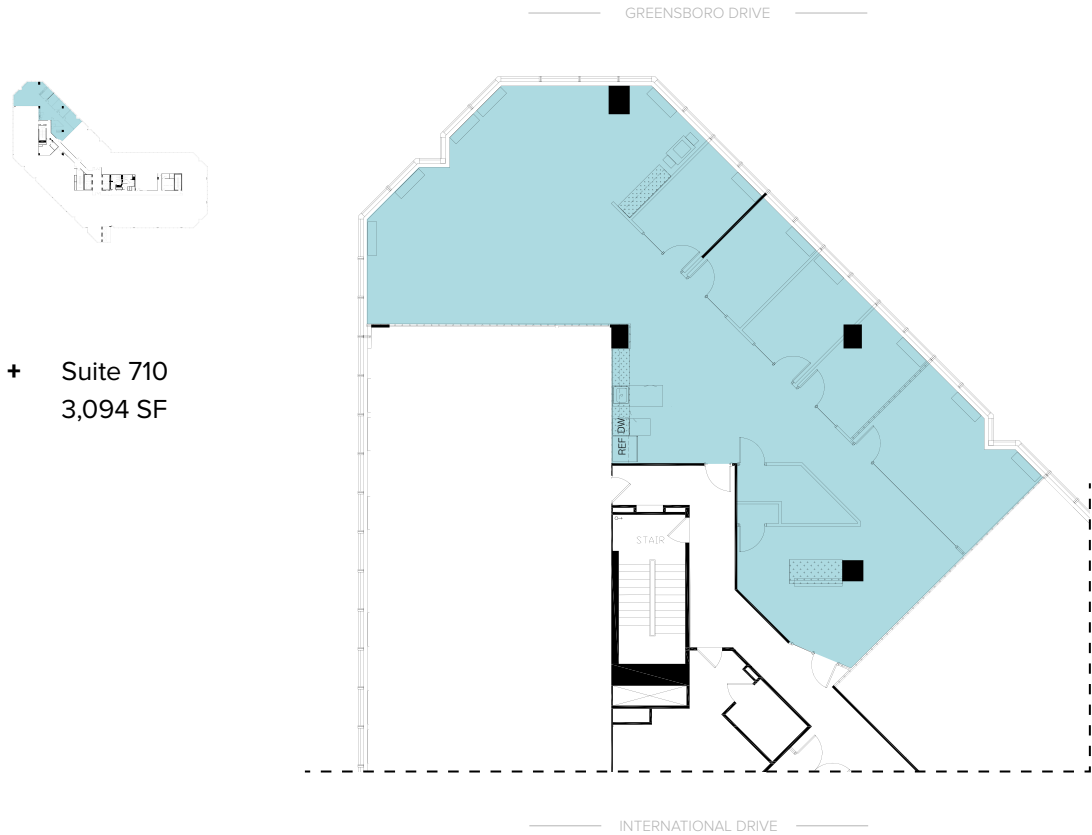 GREENSBORO DRIVE
+ Suite 710
3,094 SF
DW
REF
STAIR
INTERNATIONAL DRIVE